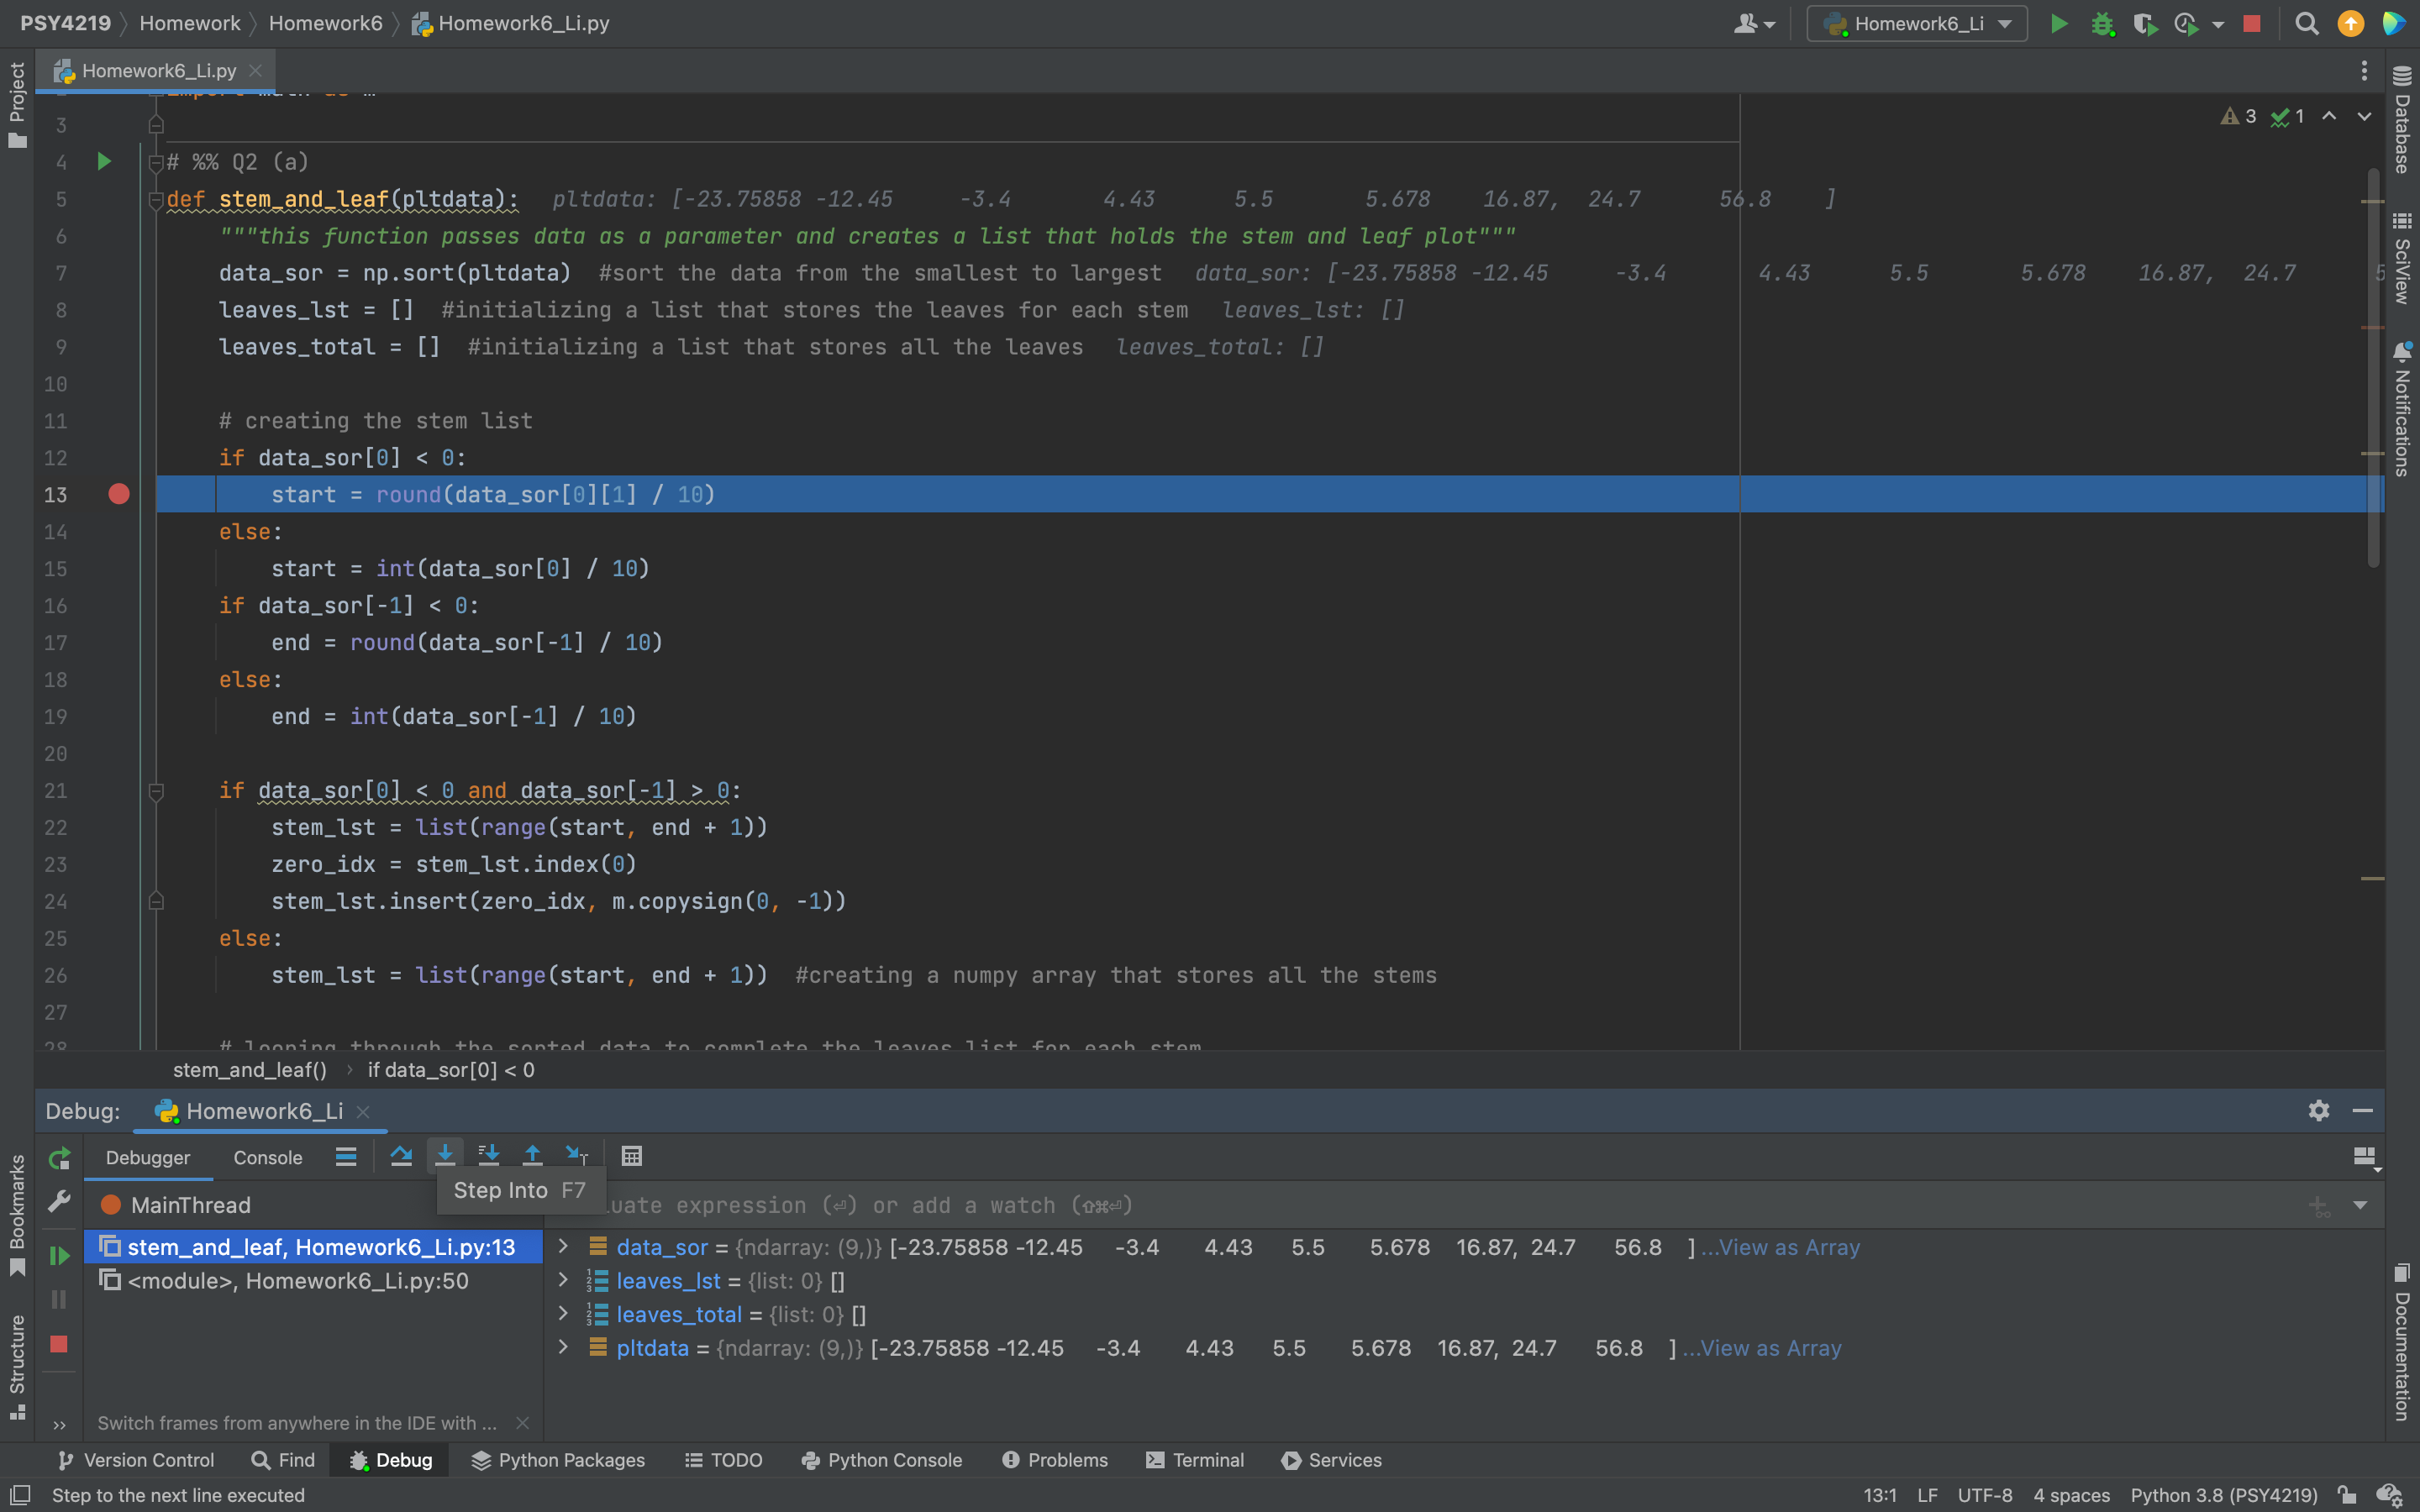 PSY4219 Homework Homework6 Homework6_Li.py Homework6_Li
Project Homework6_Li.py
3 1
3
4 # %% Q2 (a)
5 def stem_and_leaf(pltdata): pltdata: [-23.75858 -12.45 -3.4 4.43 5.5 5.678 16.87, 24.7 56.8 ]
6 """this function passes data as a parameter and creates a list that holds the stem and leaf plot"""
7 data_sor = np.sort(pltdata) #sort the data from the smallest to largest data_sor: [-23.75858 -12.45 -3.4 4.43 5.5 5.678 16.87, 24.7 5
8 leaves_lst = [] #initializing a list that stores the leaves for each stem leaves_lst: []
9 leaves_total = [] #initializing a list that stores all the leaves leaves_total: []
10
11 # creating the stem list
12 if data_sor[0] < 0:
13 start = round(data_sor[0][1] / 10)
14 else:
15 start = int(data_sor[0] / 10)
16 if data_sor[-1] < 0:
17 end = round(data_sor[-1] / 10)
18 else:
19 end = int(data_sor[-1] / 10)
20
21 if data_sor[0] < 0 and data_sor[-1] > 0:
22 stem_lst = list(range(start, end + 1))
23 zero_idx = stem_lst.index(0)
24 stem_lst.insert(zero_idx, m.copysign(0, -1))
25 else:
26 stem_lst = list(range(start, end + 1)) #creating a numpy array that stores all the stems
27
28 # looping through the sorted data to complete the leaves list for each stem
stem_and_leaf() if data_sor[0] < 0
Database
SciView
Notifications
Documentation
Bookmarks
Structure
Debug: Homework6_Li
Debugger Console
Step Into F7
MainThread
expression (⏎) or add a watch (⇧⌘⏎)
stem_and_leaf, Homework6_Li.py:13
<module>, Homework6_Li.py:50
data_sor = {ndarray: (9,)} [-23.75858 -12.45 -3.4 4.43 5.5 5.678 16.87, 24.7 56.8 ] ...View as Array
leaves_lst = {list: 0} []
leaves_total = {list: 0} []
pltdata = {ndarray: (9,)} [-23.75858 -12.45 -3.4 4.43 5.5 5.678 16.87, 24.7 56.8 ] ...View as Array
Switch frames from anywhere in the IDE with ...
Version Control Find Debug Python Packages TODO Python Console Problems Terminal Services
Step to the next line executed 13:1 LF UTF-8 4 spaces Python 3.8 (PSY4219)